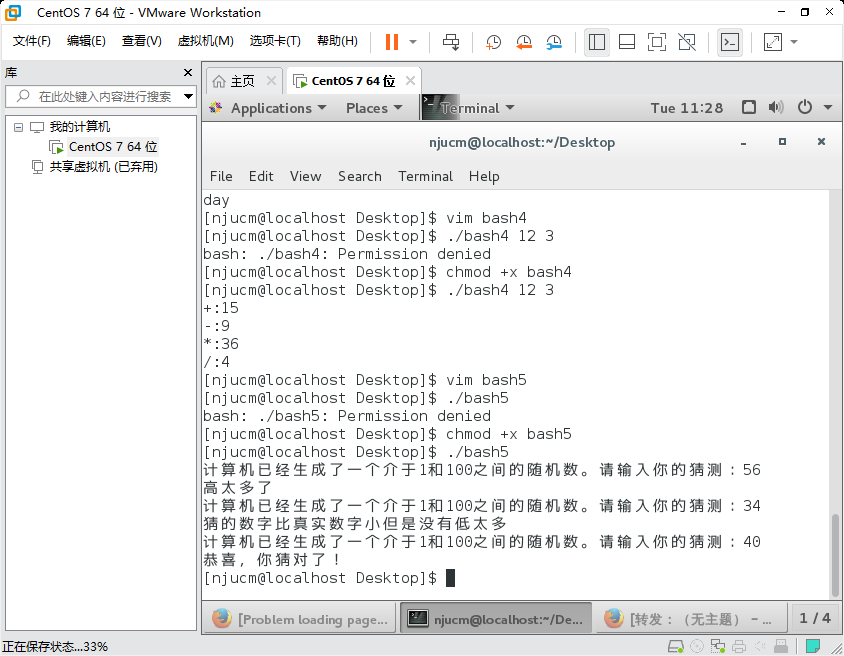 CentOS 7 64 位 - VMware Workstation
文件(F) 编辑(E) 查看(V) 虚拟机(M) 选项卡(T) 帮助(H)
库
在此处键入内容进行搜索
我的计算机
CentOS 7 64 位
共享虚拟机 (已弃用)
主页 CentOS 7 64 位
Applications Places Terminal Tue 11:28
njucm@localhost:~/Desktop
File Edit View Search Terminal Help
day
[njucm@localhost Desktop]$ vim bash4
[njucm@localhost Desktop]$ ./bash4 12 3
bash: ./bash4: Permission denied
[njucm@localhost Desktop]$ chmod +x bash4
[njucm@localhost Desktop]$ ./bash4 12 3
+:15
-:9
*:36
/:4
[njucm@localhost Desktop]$ vim bash5
[njucm@localhost Desktop]$ ./bash5
bash: ./bash5: Permission denied
[njucm@localhost Desktop]$ chmod +x bash5
[njucm@localhost Desktop]$ ./bash5
计算机已经生成了一个介于1和100之间的随机数。请输入你的猜测：56
高太多了
计算机已经生成了一个介于1和100之间的随机数。请输入你的猜测：34
猜的数字比真实数字小但是没有低太多
计算机已经生成了一个介于1和100之间的随机数。请输入你的猜测：40
恭喜，你猜对了！
[njucm@localhost Desktop]$
[Problem loading page... njucm@localhost:~/De... [转发：（无主题） – ... 1 / 4
正在保存状态...33%